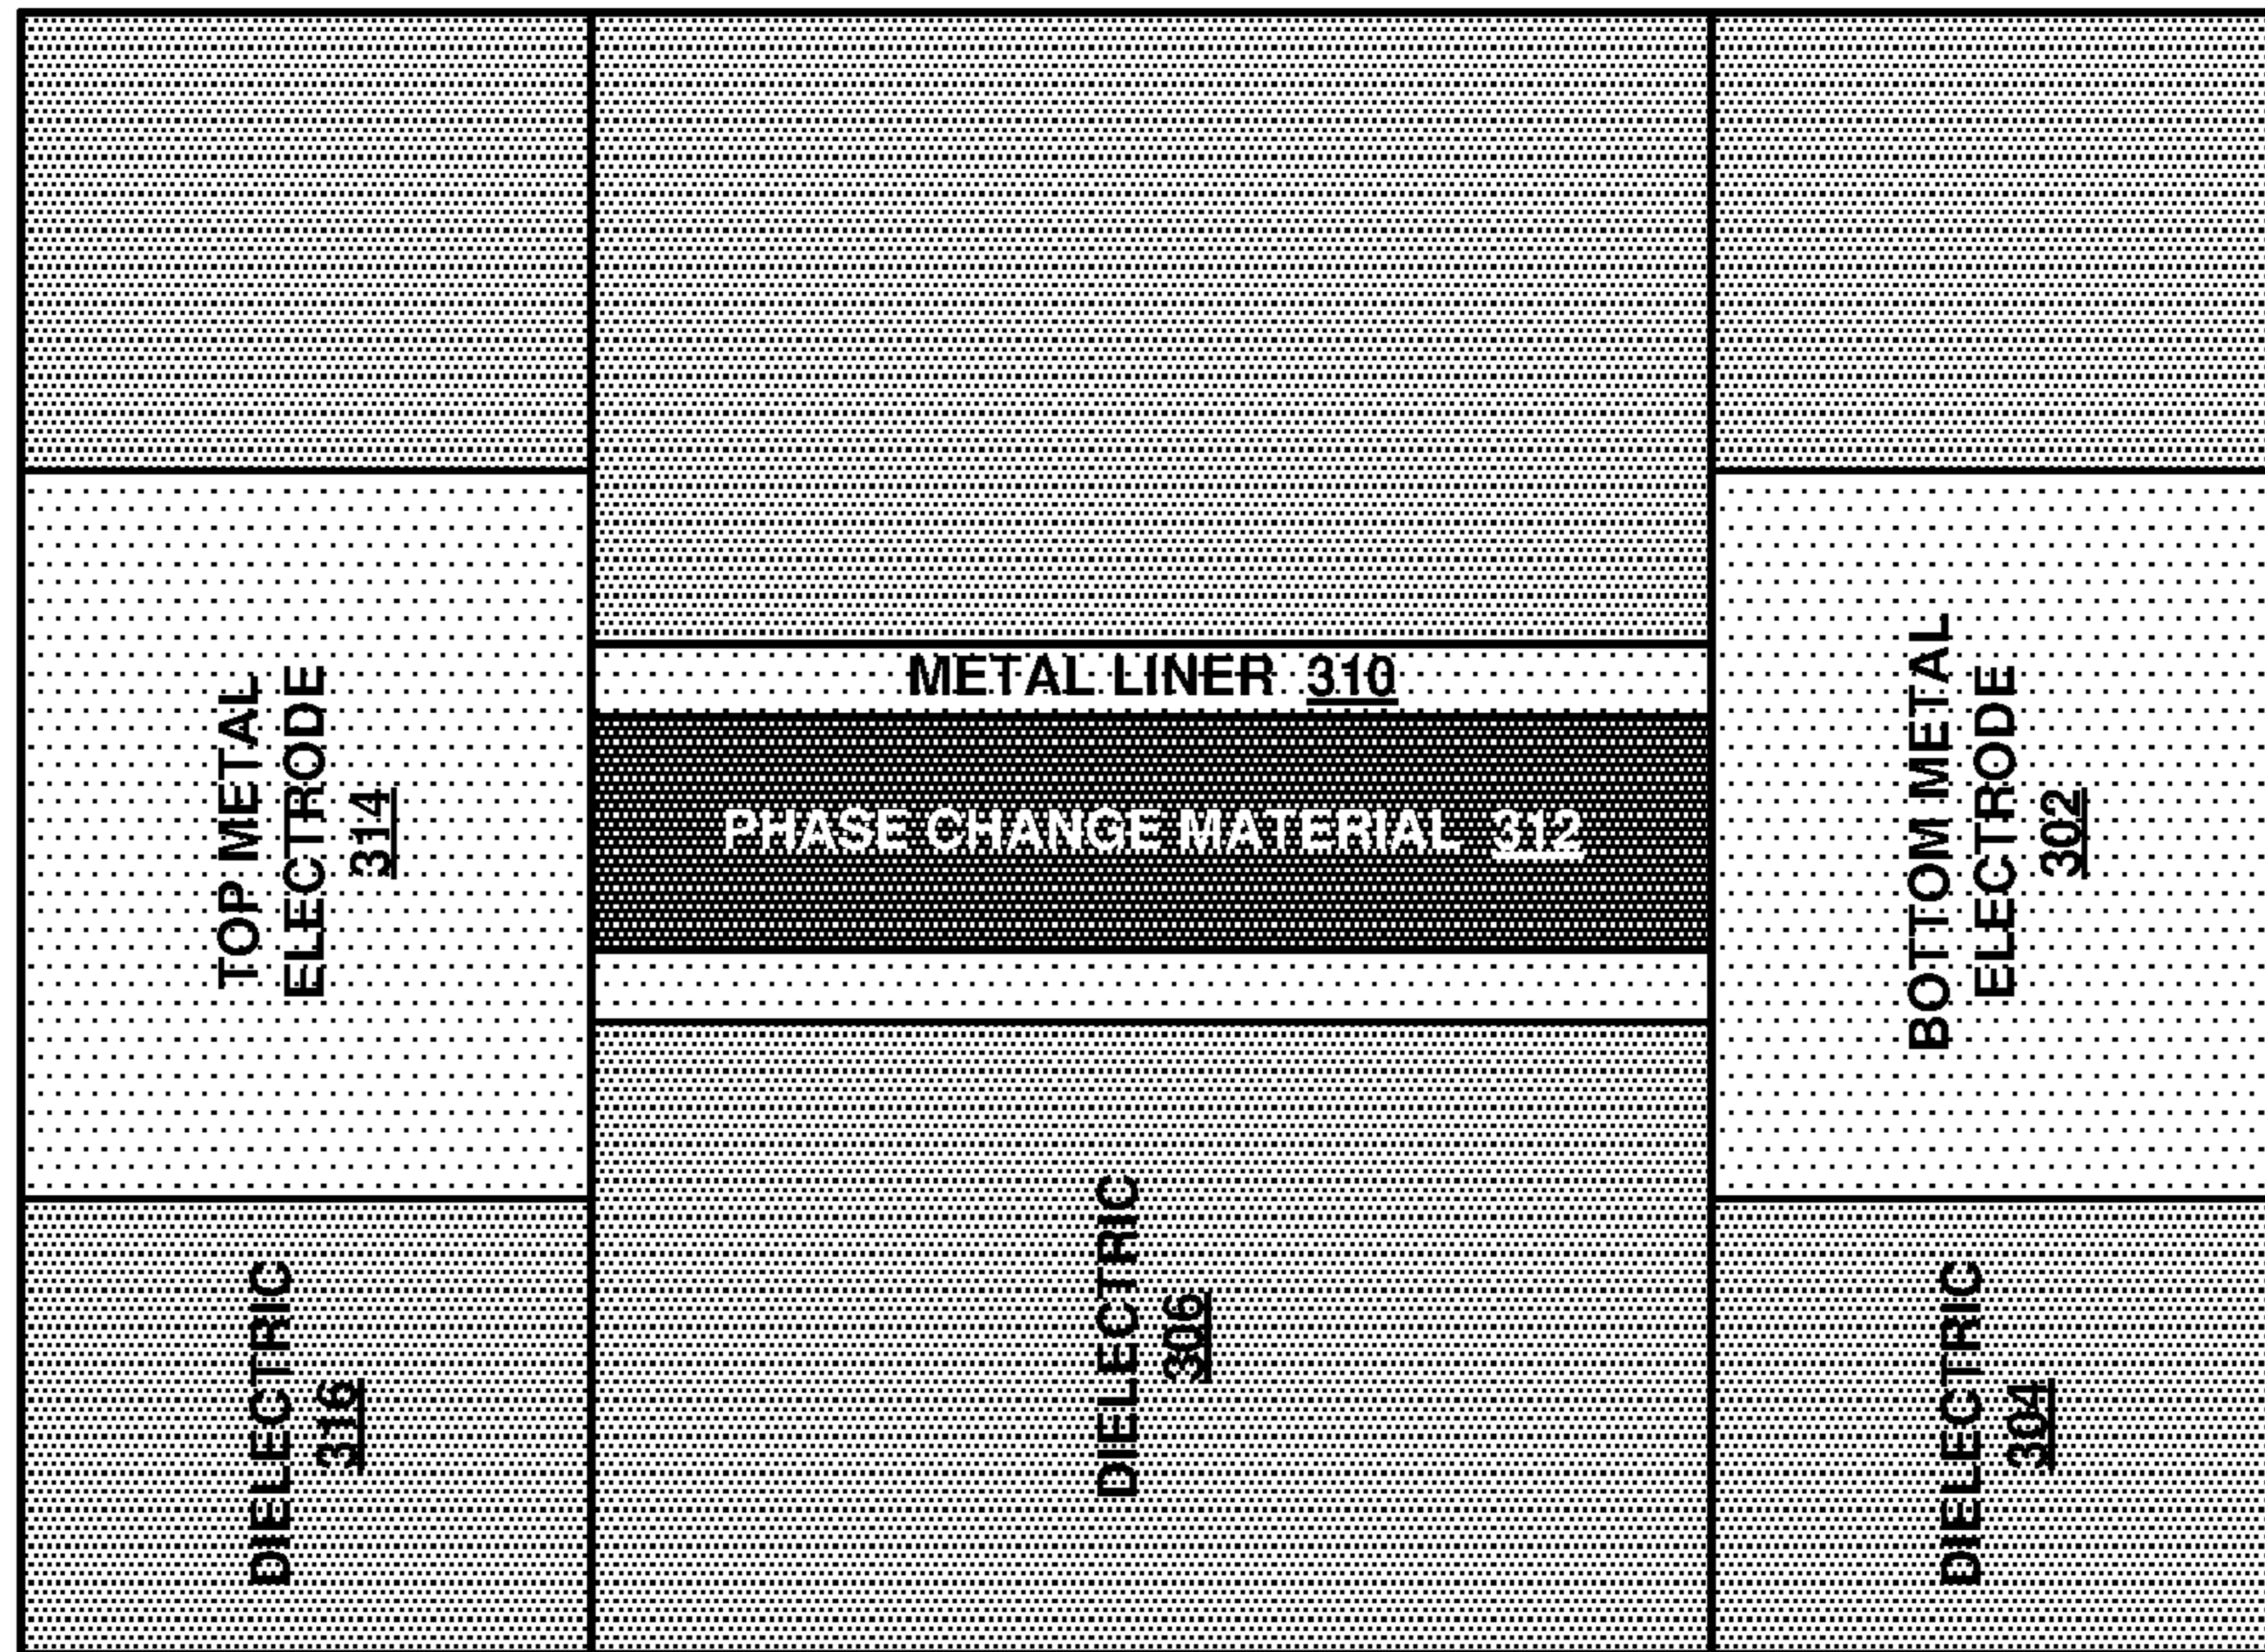 TOP METAL
ELECTRODE
314
DIELECTRIC
316
METAL LINER 310
PHASE CHANGE MATERIAL 312
DIELECTRIC
306
BOTTOM METAL
ELECTRODE
302
DIELECTRIC
304